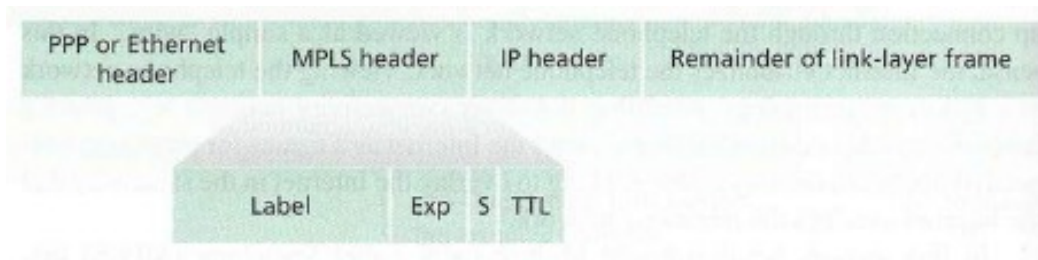 PPP or Ethernet
header
MPLS header
IP header
Remainder of link-layer frame
Label
Exp
S
TTL